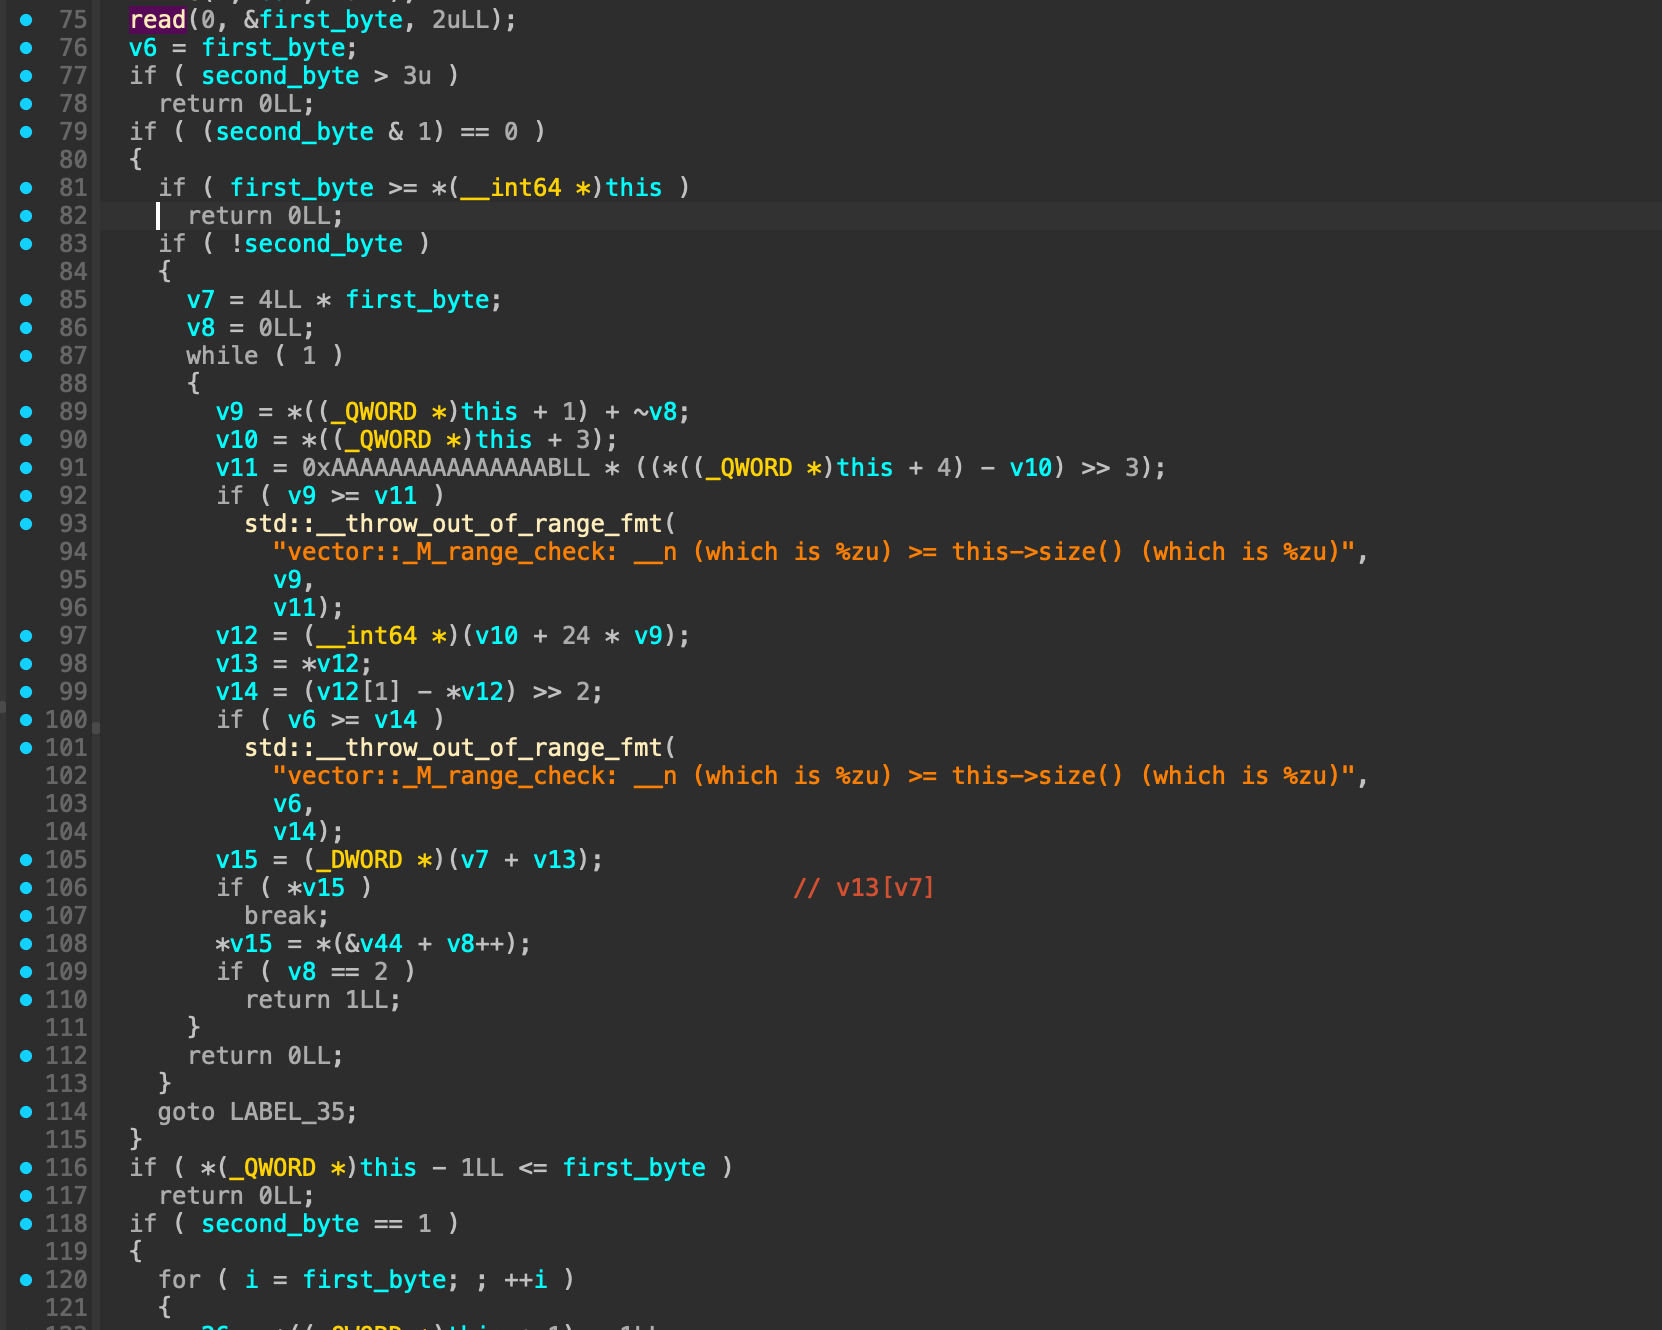 75 read(0, &first_byte, 2uLL);
76 v6 = first_byte;
77 if ( second_byte > 3u )
78 return 0LL;
79 if ( (second_byte & 1) == 0 )
80 {
81 if ( first_byte >= *(__int64 *)this )
82 return 0LL;
83 if ( !second_byte )
84 {
85 v7 = 4LL * first_byte;
86 v8 = 0LL;
87 while ( 1 )
88 {
89 v9 = *((_QWORD *)this + 1) + ~v8;
90 v10 = *((_QWORD *)this + 3);
91 v11 = 0xAAAAAAAAAAAAAAABLL * ((*((_QWORD *)this + 4) - v10) >> 3);
92 if ( v9 >= v11 )
93 std::__throw_out_of_range_fmt(
94 "vector::_M_range_check: __n (which is %zu) >= this->size() (which is %zu)",
95 v9,
96 v11);
97 v12 = (__int64 *)(v10 + 24 * v9);
98 v13 = *v12;
99 v14 = (v12[1] - *v12) >> 2;
100 if ( v6 >= v14 )
101 std::__throw_out_of_range_fmt(
102 "vector::_M_range_check: __n (which is %zu) >= this->size() (which is %zu)",
103 v6,
104 v14);
105 v15 = (_DWORD *)(v7 + v13);
106 if ( *v15 ) // v13[v7]
107 break;
108 *v15 = *(&v44 + v8++);
109 if ( v8 == 2 )
110 return 1LL;
111 }
112 return 0LL;
113 }
114 goto LABEL_35;
115 }
116 if ( *(_QWORD *)this - 1LL <= first_byte )
117 return 0LL;
118 if ( second_byte == 1 )
119 {
120 for ( i = first_byte; ; ++i )
121 {